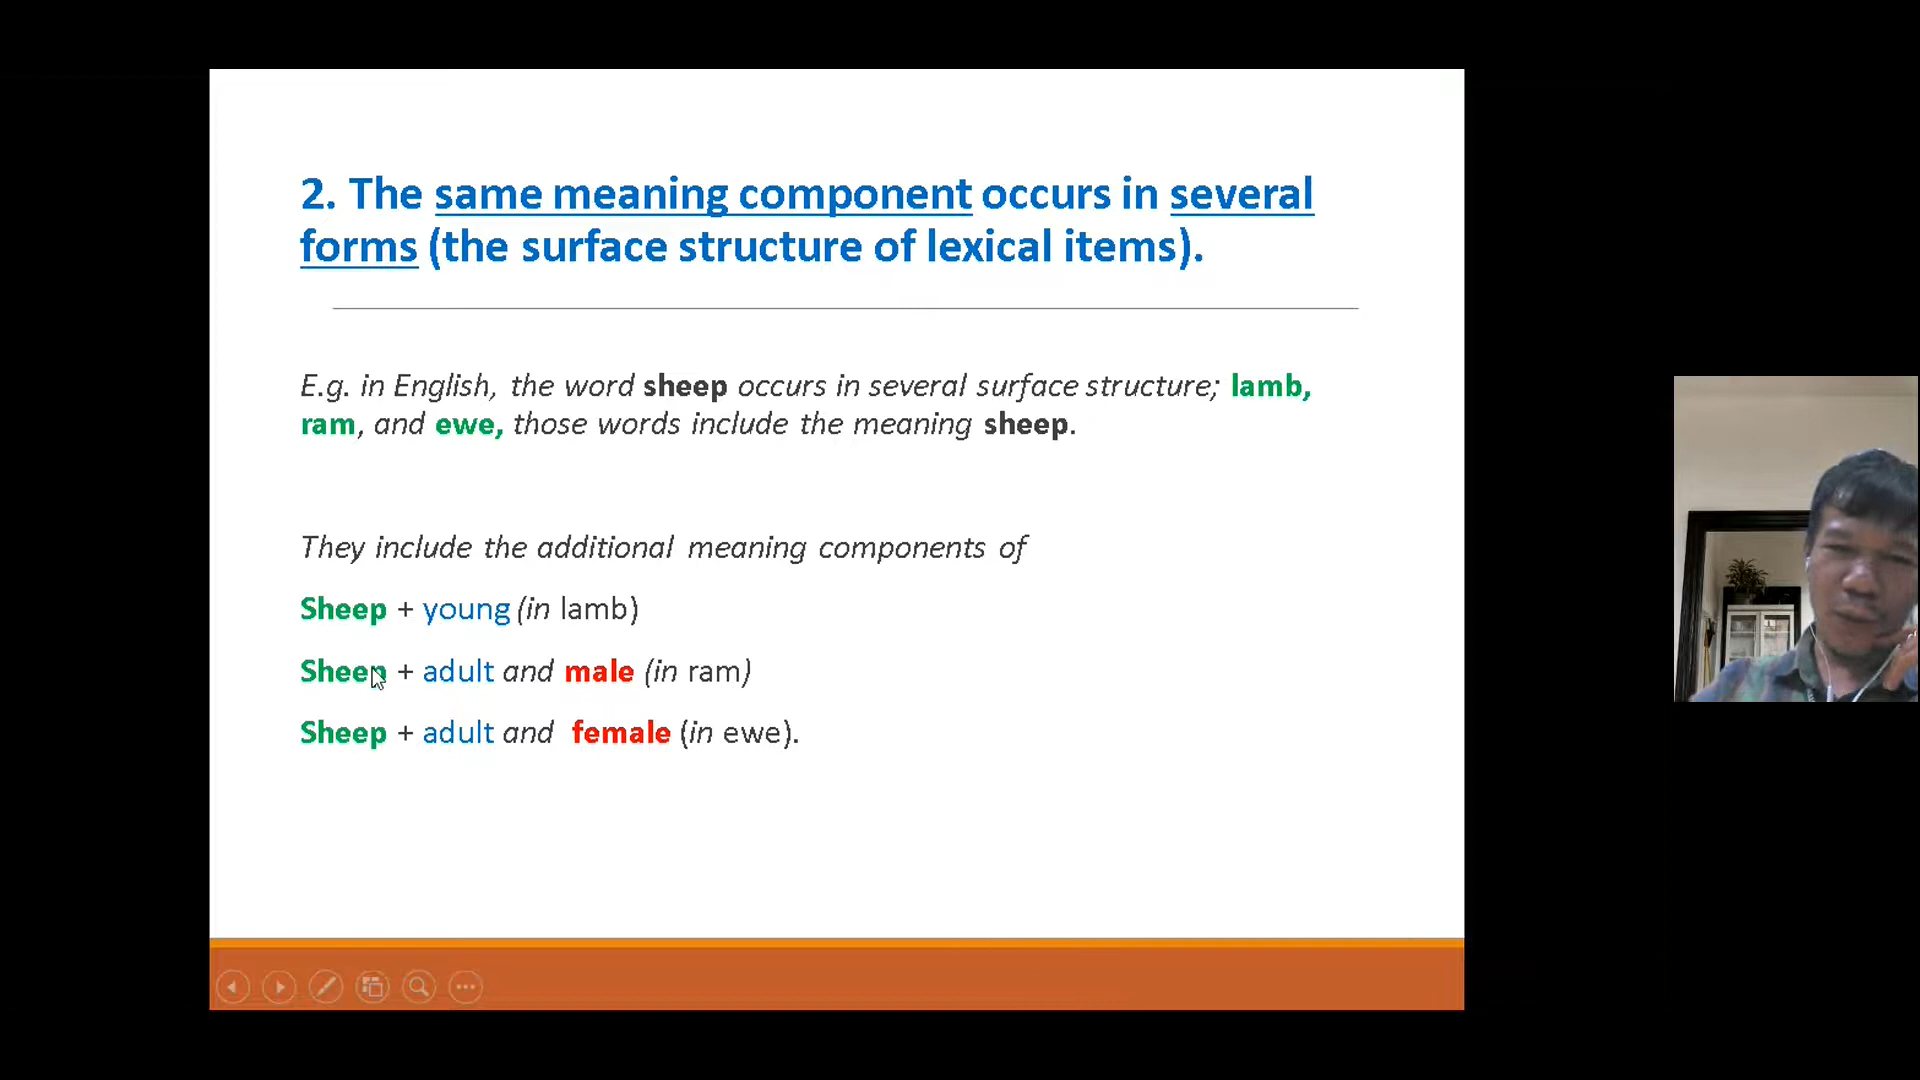 2. The same meaning component occurs in several
forms (the surface structure of lexical items).
E.g. in English, the word sheep occurs in several surface structure; lamb,
ram, and ewe, those words include the meaning sheep.
They include the additional meaning components of
Sheep + young (in lamb)
Sheep + adult and male (in ram)
Sheep + adult and female (in ewe).